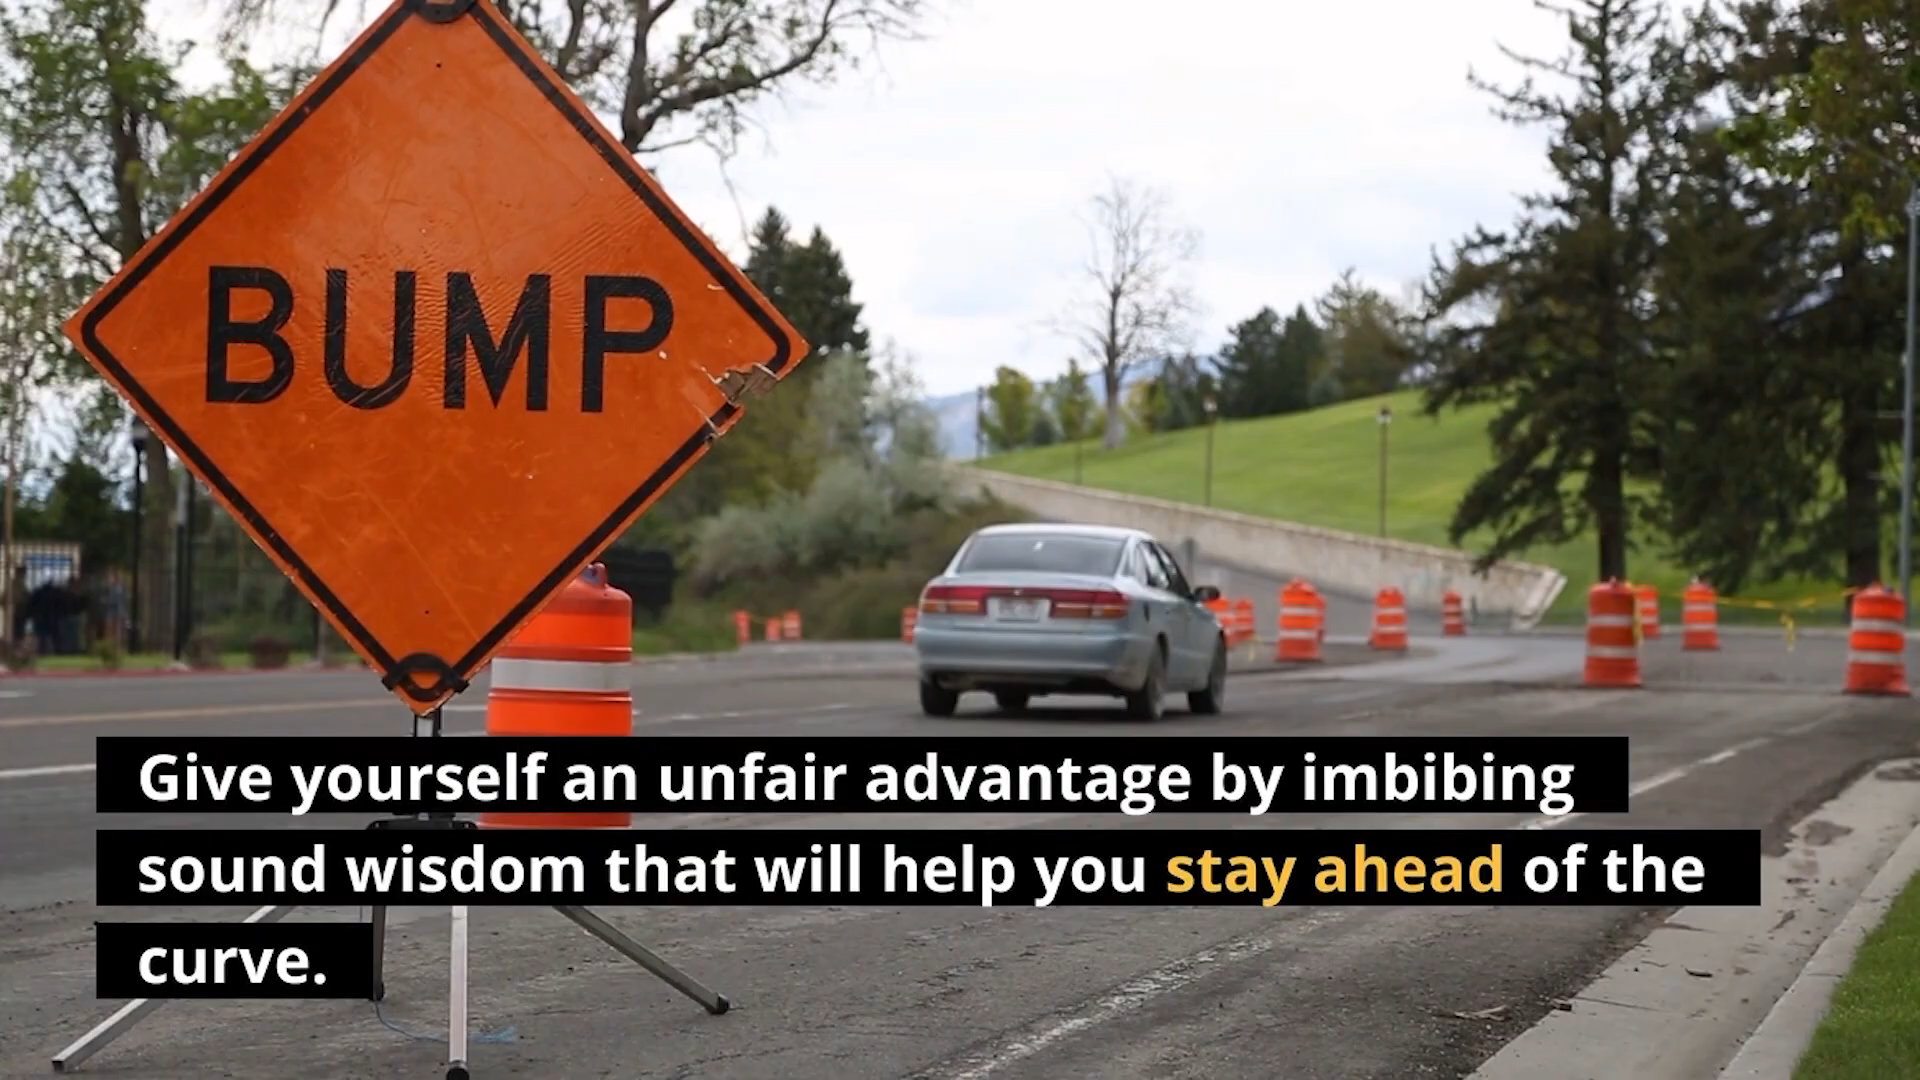 BUMP
Give yourself an unfair advantage by imbibing
sound wisdom that will help you stay ahead of the
curve.